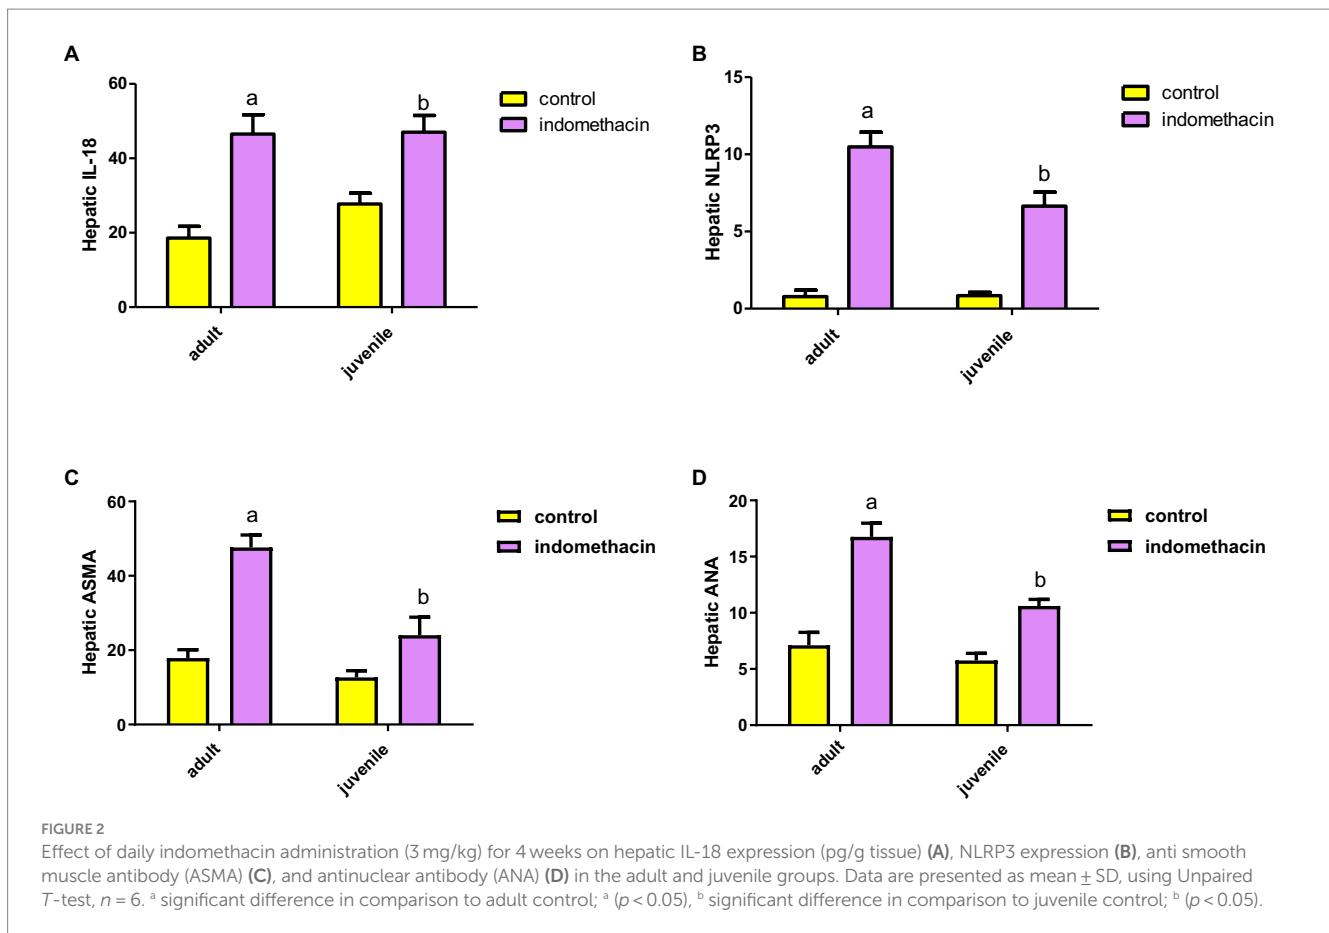 A
60
40
20
0
Hepatic IL-18
a
b
adult
juvenile
control
indomethacin
B
15
10
5
0
Hepatic NLRP3
a
b
adult
juvenile
control
indomethacin
C
60
40
20
0
Hepatic ASMA
a
b
adult
juvenile
control
indomethacin
D
20
15
10
5
0
Hepatic ANA
a
b
adult
juvenile
control
indomethacin
FIGURE 2
Effect of daily indomethacin administration (3 mg/kg) for 4 weeks on hepatic IL-18 expression (pg/g tissue) (A), NLRP3 expression (B), anti smooth
muscle antibody (ASMA) (C), and antinuclear antibody (ANA) (D) in the adult and juvenile groups. Data are presented as mean ± SD, using Unpaired
T-test, n = 6. ᵃ significant difference in comparison to adult control; ᵃ (p < 0.05), ᵇ significant difference in comparison to juvenile control; ᵇ (p < 0.05).